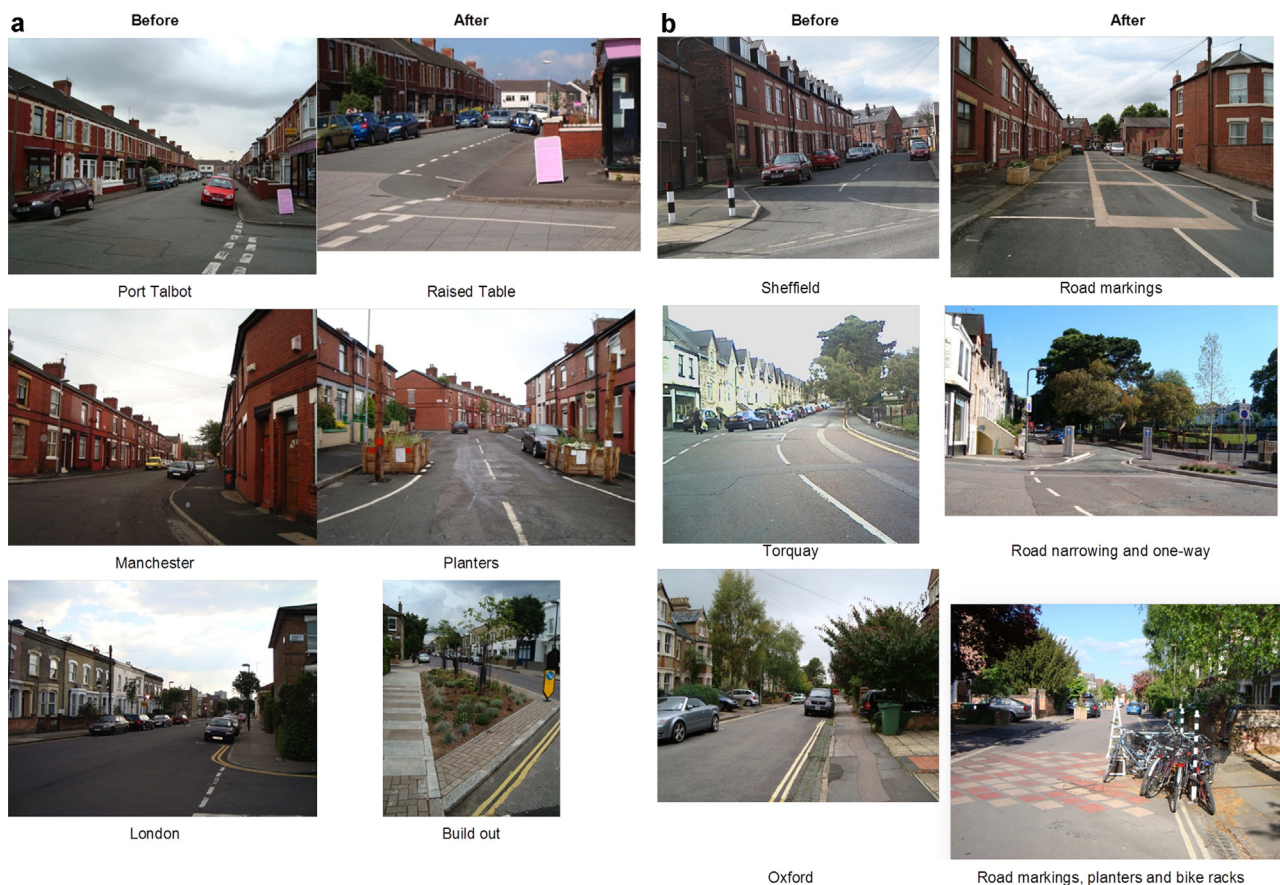 a
Before
After
Port Talbot
Raised Table
Manchester
Planters
London
Build out
b
Before
After
Sheffield
Road markings
Torquay
Road narrowing and one-way
Oxford
Road markings, planters and bike racks